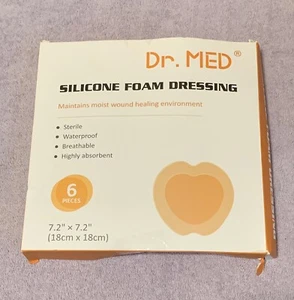 Dr. MED®
SILICONE FOAM DRESSING
Maintains moist wound healing environment
• Sterile
• Waterproof
• Breathable
• Highly absorbent
6
PIECES
7.2" × 7.2"
(18cm x 18cm)